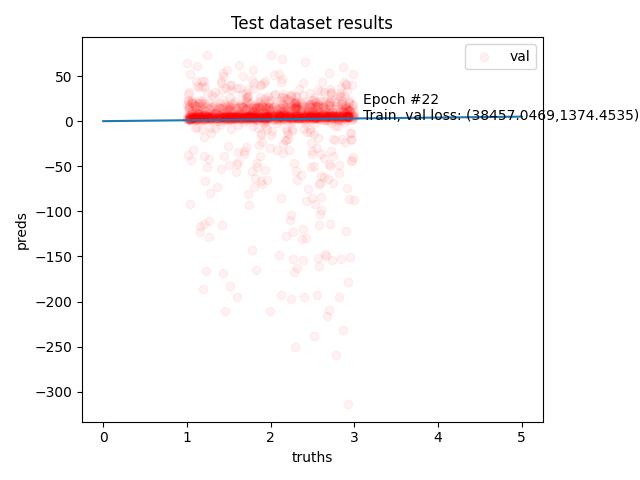 Test dataset results
val
Epoch #22
Train, val loss: (38457.0469,1374.4535)
50
0
−50
−100
−150
−200
−250
−300
preds
0 1 2 3 4 5
truths